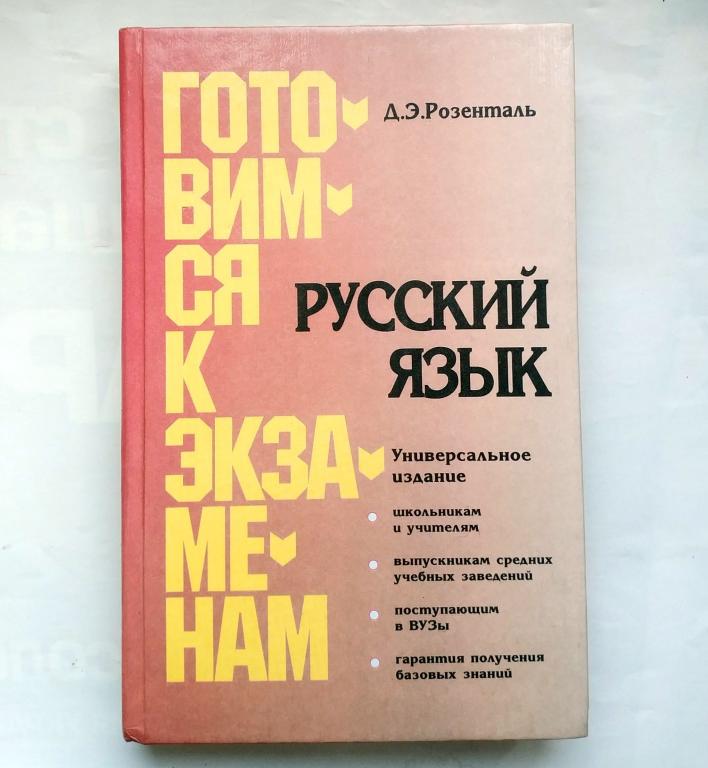 Д.Э.Розенталь
ГОТО
ВИМ
СЯ
К
ЭКЗА
МЕ
НАМ
РУССКИЙ
ЯЗЫК
Универсальное
издание
школьникам
и учителям
выпускникам средних
учебных заведений
поступающим
в ВУЗы
гарантия получения
базовых знаний